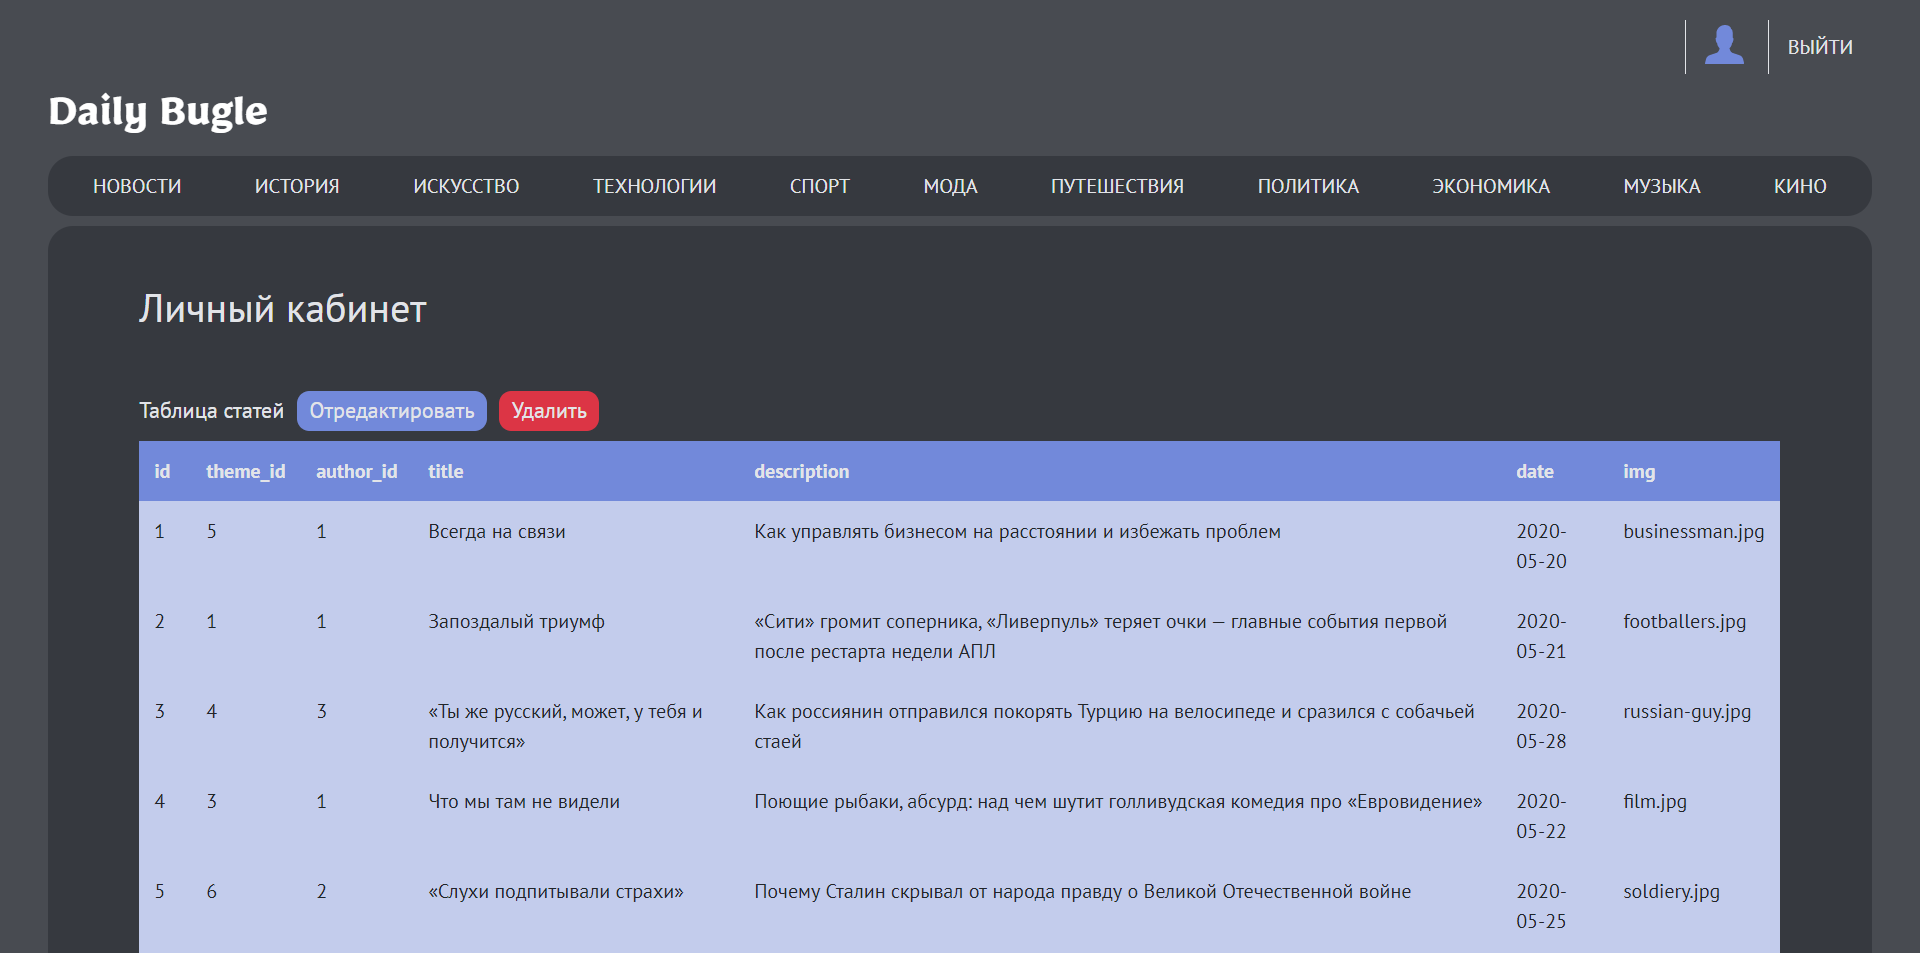 ВЫЙТИ
Daily Bugle
НОВОСТИ ИСТОРИЯ ИСКУССТВО ТЕХНОЛОГИИ СПОРТ МОДА ПУТЕШЕСТВИЯ ПОЛИТИКА ЭКОНОМИКА МУЗЫКА КИНО
Личный кабинет
Таблица статей Отредактировать Удалить
id theme_id author_id title description date img
1 5 1 Всегда на связи Как управлять бизнесом на расстоянии и избежать проблем 2020- businessman.jpg
05-20
2 1 1 Запоздалый триумф «Сити» громит соперника, «Ливерпуль» теряет очки — главные события первой 2020- footballers.jpg
после рестарта недели АПЛ 05-21
3 4 3 «Ты же русский, может, у тебя и Как россиянин отправился покорять Турцию на велосипеде и сразился с собачьей 2020- russian-guy.jpg
получится» стаей 05-28
4 3 1 Что мы там не видели Поющие рыбаки, абсурд: над чем шутит голливудская комедия про «Евровидение» 2020- film.jpg
05-22
5 6 2 «Слухи подпитывали страхи» Почему Сталин скрывал от народа правду о Великой Отечественной войне 2020- soldiery.jpg
05-25